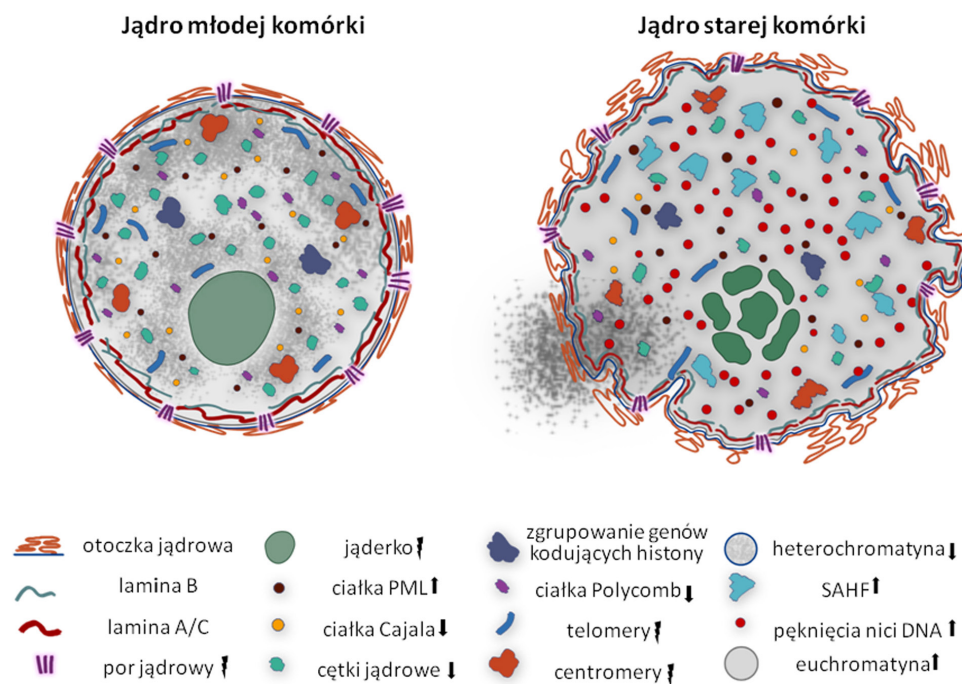 Jądro młodej komórki
Jądro starej komórki
otoczka jądrowa
lamina B
lamina A/C
por jądrowy
jąderko
ciałka PML ⬆
ciałka Cajala ⬇
cętki jądrowe ⬇
zgrupowanie genów
kodujących histony
ciałka Polycomb ⬇
telomery
centromery
heterochromatyna ⬇
SAHF ⬆
pęknięcia nici DNA ⬆
euchromatyna ⬆